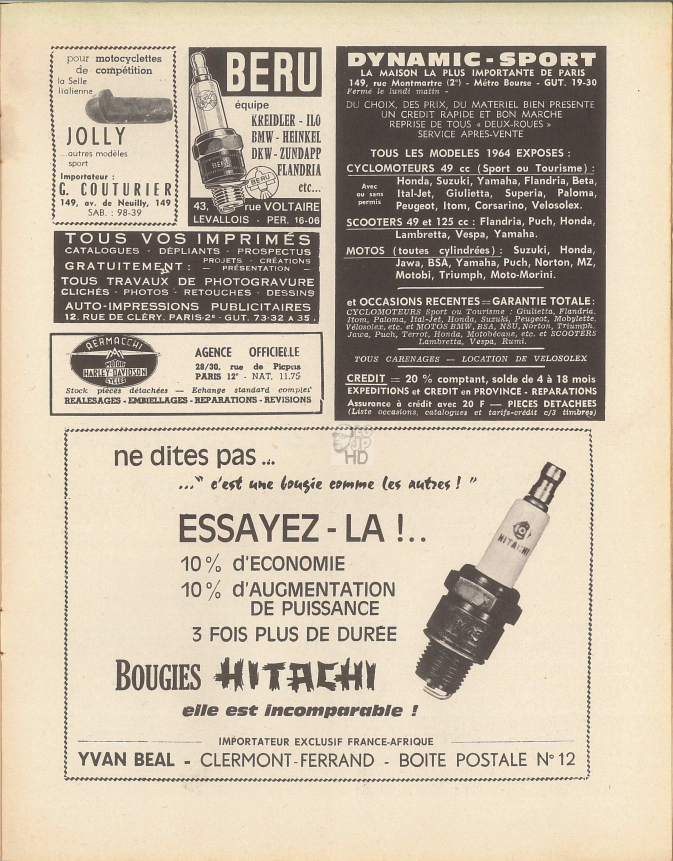 pour motocyclettes
de compétition
la Selle
Italienne
JOLLY
...autres modèles
sport
Importateur :
G. COUTURIER
149, av. de Neuilly, 149
SAB. : 98-39
BERU
équipe
KREIDLER - ILO
BMW - HEINKEL
DKW - ZUNDAPP
FLANDRIA
etc...
BERU
BERU
43, rue VOLTAIRE
LEVALLOIS - PER. 16-06
TOUS VOS IMPRIMÉS
CATALOGUES · DÉPLIANTS · PROSPECTUS
GRATUITEMENT : PROJETS · CRÉATIONS
— PRÉSENTATION —
TOUS TRAVAUX DE PHOTOGRAVURE
CLICHÉS · PHOTOS · RETOUCHES · DESSINS
AUTO-IMPRESSIONS PUBLICITAIRES
12, RUE DE CLÉRY, PARIS-2e - GUT. 73-32 A 35
AERMACCHI
MOTOR
HARLEY-DAVIDSON
CYCLES
AGENCE OFFICIELLE
28/30, rue de Picpus
PARIS 12e - NAT. 11.75
Stock pièces détachées — Echange standard complet
REALESAGES - EMBIELLAGES - REPARATIONS - REVISIONS
DYNAMIC - SPORT
LA MAISON LA PLUS IMPORTANTE DE PARIS
149, rue Montmartre (2e) - Métro Bourse - GUT. 19-30
Fermé le lundi matin -
DU CHOIX, DES PRIX, DU MATERIEL BIEN PRESENTE
UN CREDIT RAPIDE ET BON MARCHE
REPRISE DE TOUS « DEUX-ROUES »
SERVICE APRES-VENTE
TOUS LES MODELES 1964 EXPOSES :
CYCLOMOTEURS 49 cc (Sport ou Tourisme) :
Avec
ou sans
permis
Honda, Suzuki, Yamaha, Flandria, Beta,
Ital-Jet, Giulietta, Superia, Paloma,
Peugeot, Itom, Corsarino, Velosolex.
SCOOTERS 49 et 125 cc : Flandria, Puch, Honda,
Lambretta, Vespa, Yamaha.
MOTOS (toutes cylindrées) : Suzuki, Honda,
Jawa, BSA, Yamaha, Puch, Norton, MZ,
Motobi, Triumph, Moto-Morini.
et OCCASIONS RECENTES = GARANTIE TOTALE :
CYCLOMOTEURS Sport ou Tourisme : Giulietta, Flandria,
Itom, Paloma, Ital-Jet, Honda, Suzuki, Peugeot, Mobylette,
Vélosolex, etc. et MOTOS BMW, BSA, NSU, Norton, Triumph,
Jawa, Puch, Terrot, Honda, Motobécane, etc. et SCOOTERS
Lambretta, Vespa, Rumi.
TOUS CARENAGES — LOCATION DE VELOSOLEX
CREDIT = 20 % comptant, solde de 4 à 18 mois
EXPEDITIONS et CREDIT en PROVINCE - REPARATIONS
Assurance à crédit avec 20 F — PIECES DETACHEES
(Liste occasions, catalogues et tarifs-crédit c/3 timbres)
HD
ne dites pas ...
..." c'est une bougie comme les autres ! "
ESSAYEZ - LA !..
10 % d'ECONOMIE
10 % d'AUGMENTATION
DE PUISSANCE
3 FOIS PLUS DE DURÉE
HITACHI
BOUGIES HITACHI
elle est incomparable !
IMPORTATEUR EXCLUSIF FRANCE-AFRIQUE
YVAN BEAL - CLERMONT-FERRAND - BOITE POSTALE N° 12